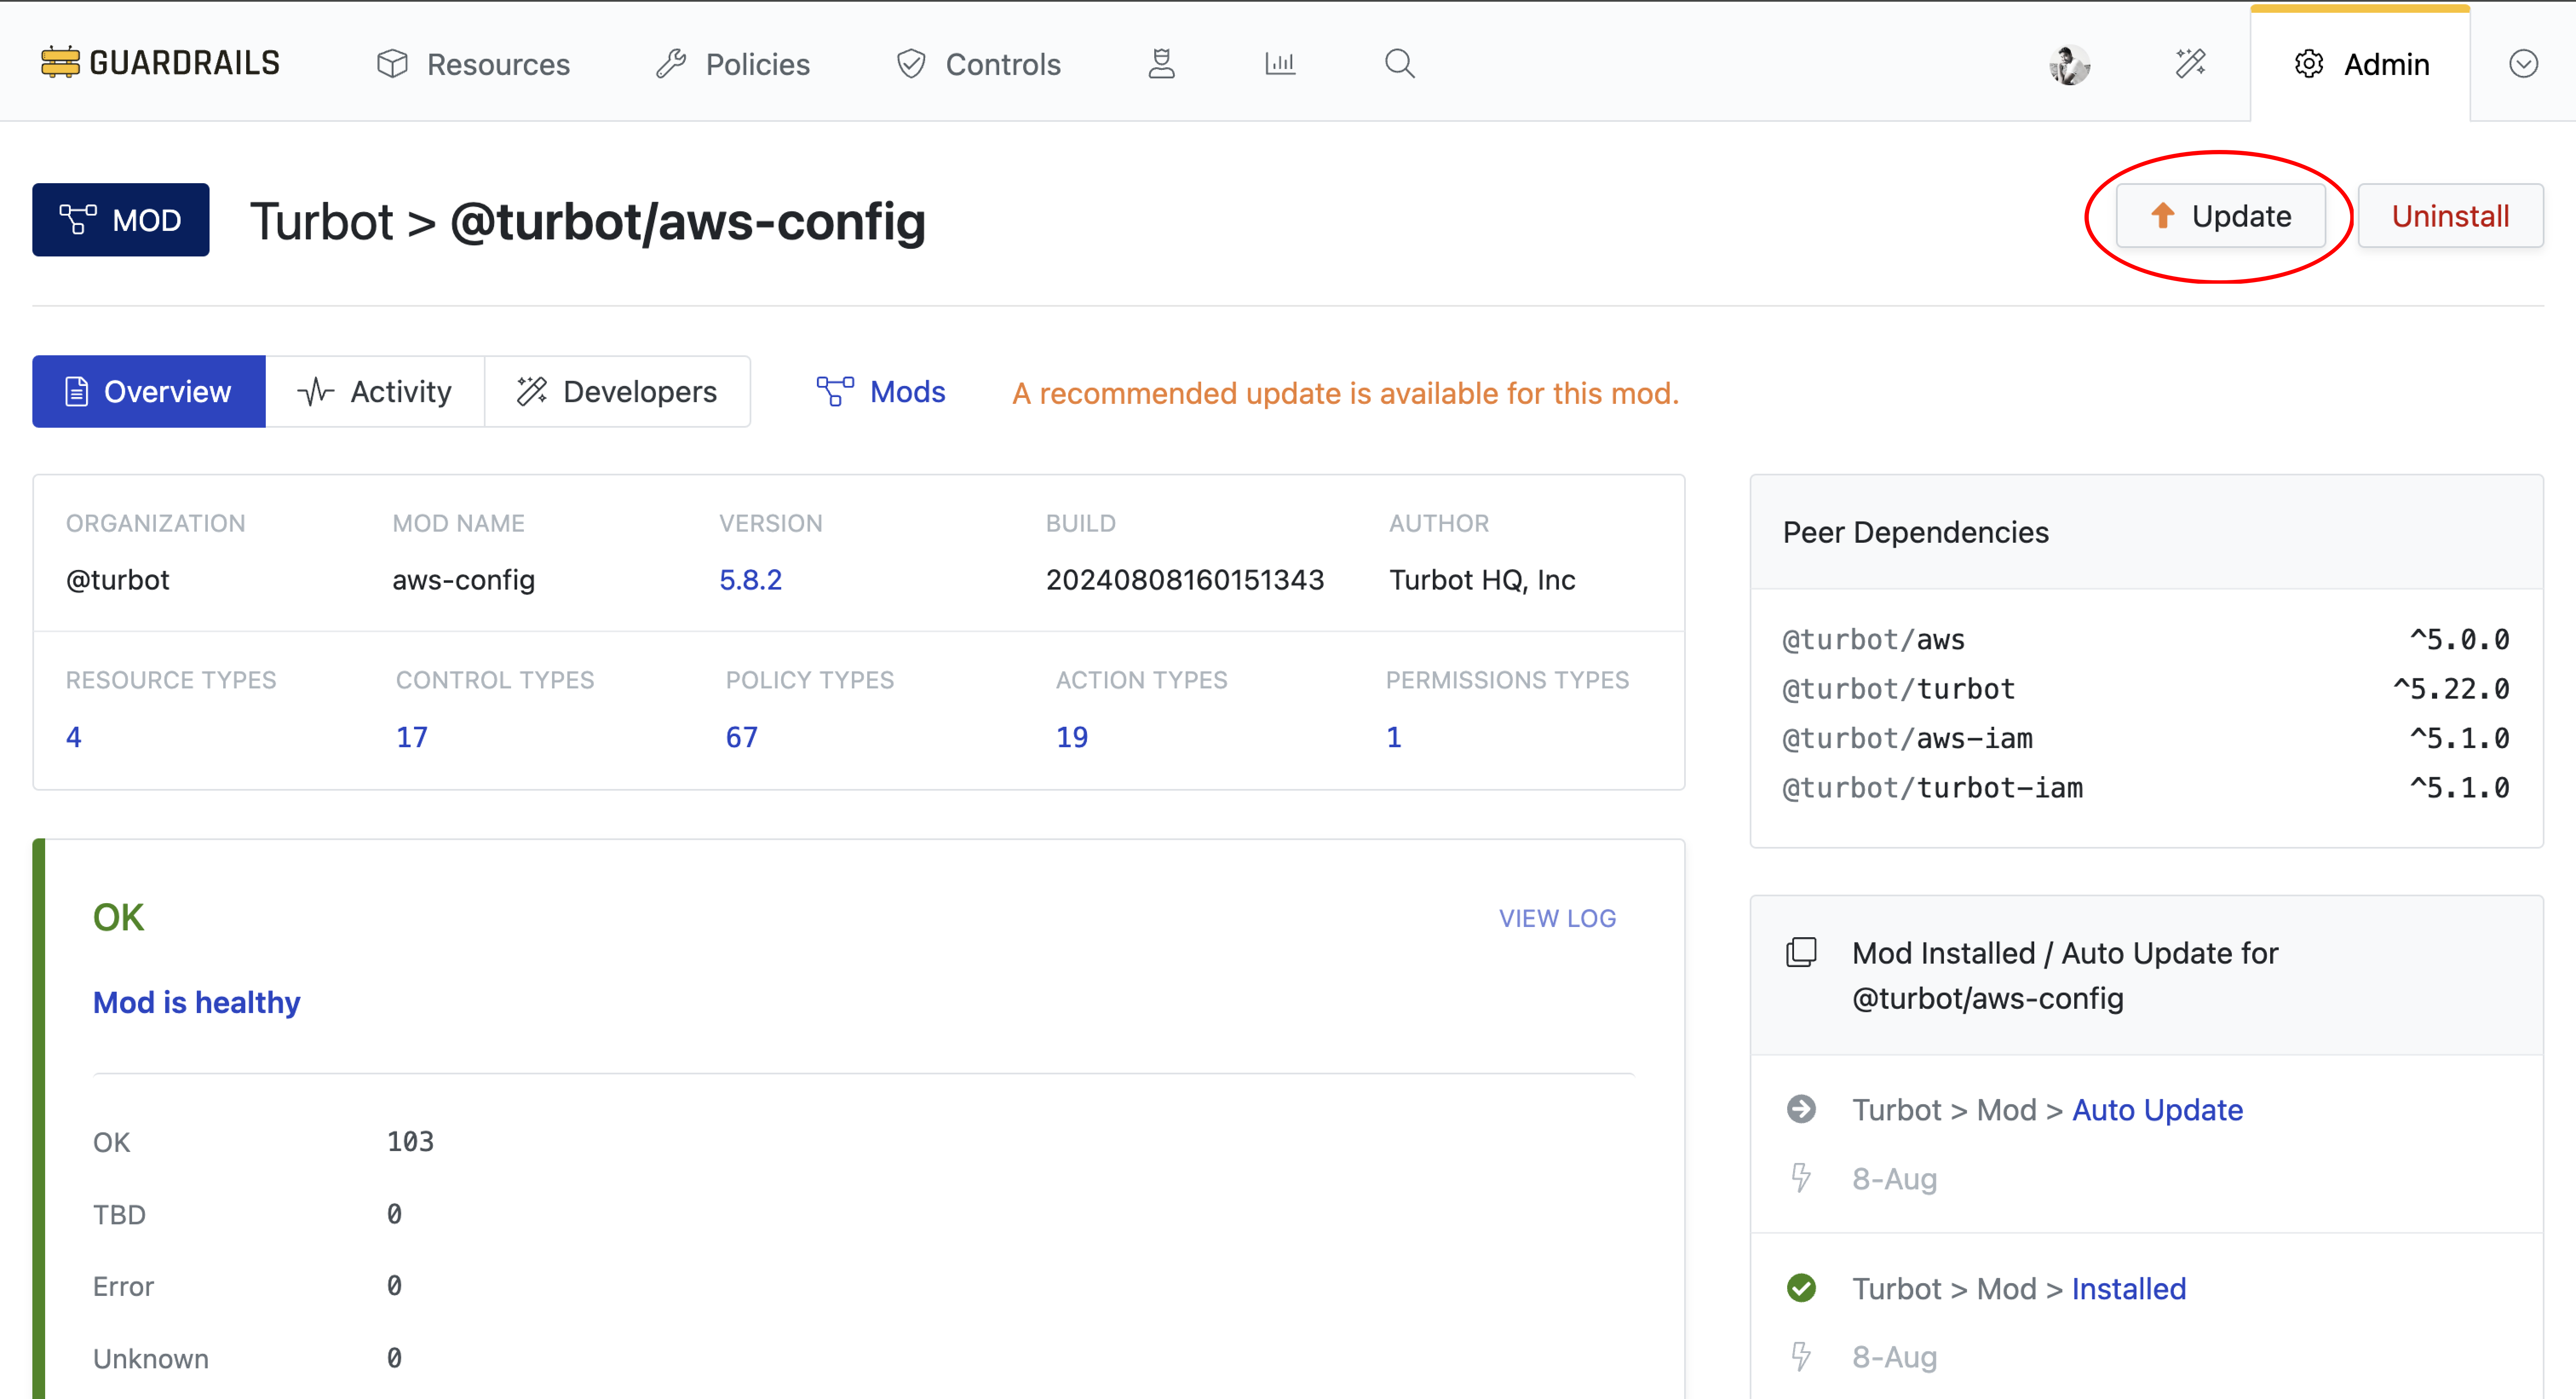 GUARDRAILS Resources Policies Controls Admin
MOD Turbot > @turbot/aws-config Update Uninstall
Overview Activity Developers Mods A recommended update is available for this mod.
ORGANIZATION MOD NAME VERSION BUILD AUTHOR
@turbot aws-config 5.8.2 20240808160151343 Turbot HQ, Inc
RESOURCE TYPES CONTROL TYPES POLICY TYPES ACTION TYPES PERMISSIONS TYPES
4 17 67 19 1
OK VIEW LOG
Mod is healthy
OK 103
TBD 0
Error 0
Unknown 0
Peer Dependencies
@turbot/aws ^5.0.0
@turbot/turbot ^5.22.0
@turbot/aws-iam ^5.1.0
@turbot/turbot-iam ^5.1.0
Mod Installed / Auto Update for
@turbot/aws-config
Turbot > Mod > Auto Update
8-Aug
Turbot > Mod > Installed
8-Aug